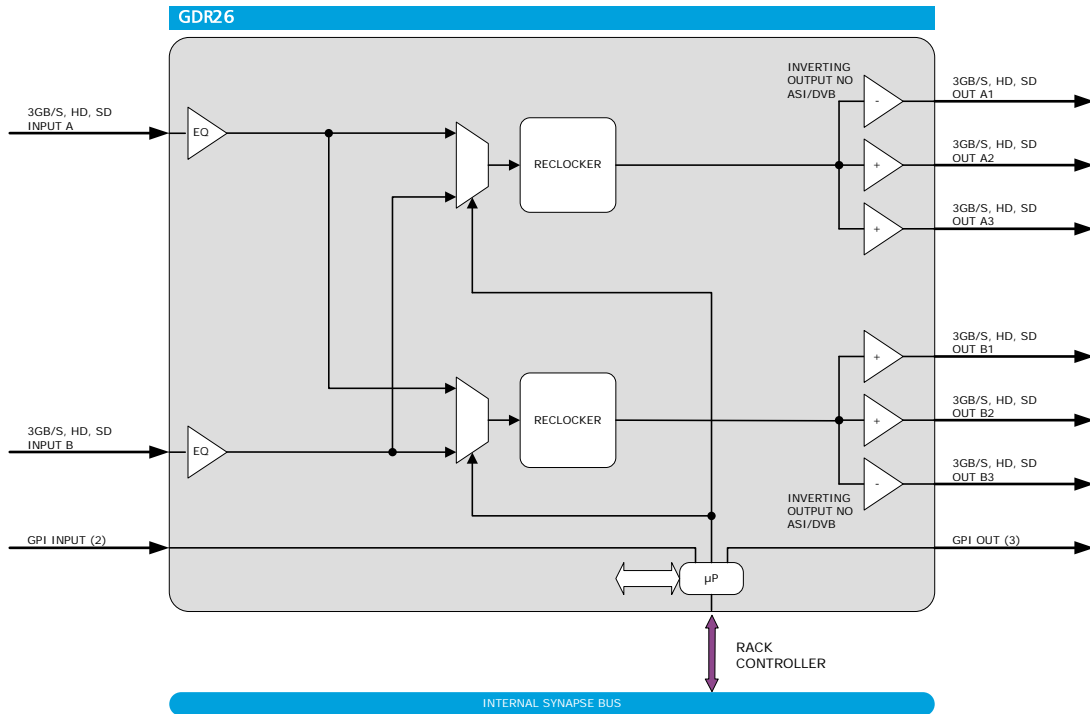 GDR26
INVERTING
OUTPUT NO
ASI/DVB
3GB/S, HD, SD
OUT A1
3GB/S, HD, SD
INPUT A
EQ
-
RECLOCKER
+
3GB/S, HD, SD
OUT A2
+
3GB/S, HD, SD
OUT A3
3GB/S, HD, SD
INPUT B
EQ
RECLOCKER
+
3GB/S, HD, SD
OUT B1
+
3GB/S, HD, SD
OUT B2
-
3GB/S, HD, SD
OUT B3
INVERTING
OUTPUT NO
ASI/DVB
GPI INPUT (2)
GPI OUT (3)
µP
RACK
CONTROLLER
INTERNAL SYNAPSE BUS